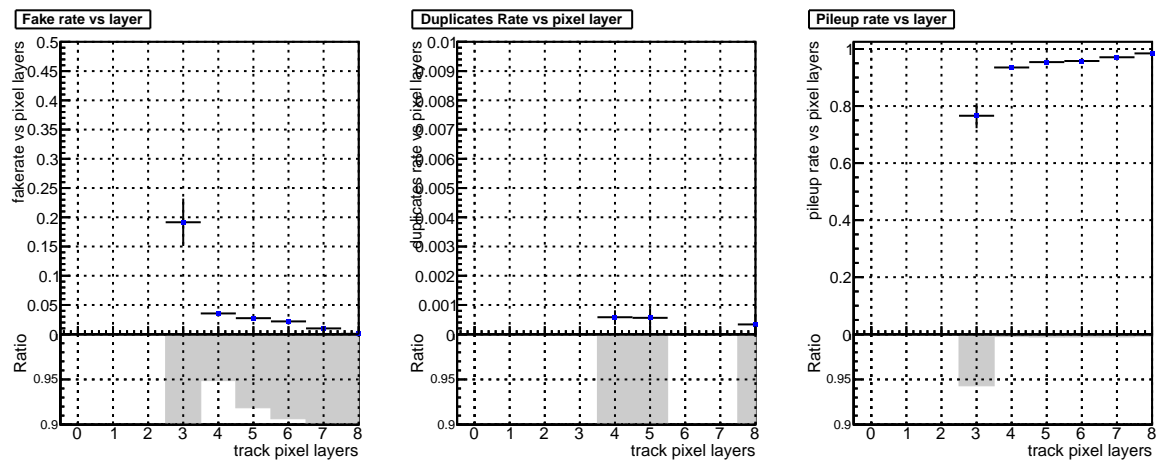 Fake rate vs layer
fakerate vs pixel layers
0.5
0.45
0.4
0.35
0.3
0.25
0.2
0.15
0.1
0.05
0
Ratio
0.95
0.9
0 1 2 3 4 5 6 7 8
track pixel layers
Duplicates Rate vs pixel layer
duplicates rate vs pixel layers
0.01
0.009
0.008
0.007
0.006
0.005
0.004
0.003
0.002
0.001
0
Ratio
0.95
0.9
0 1 2 3 4 5 6 7 8
track pixel layers
Pileup rate vs layer
pileup rate vs pixel layers
1
0.8
0.6
0.4
0.2
0
Ratio
0.95
0.9
0 1 2 3 4 5 6 7 8
track pixel layers